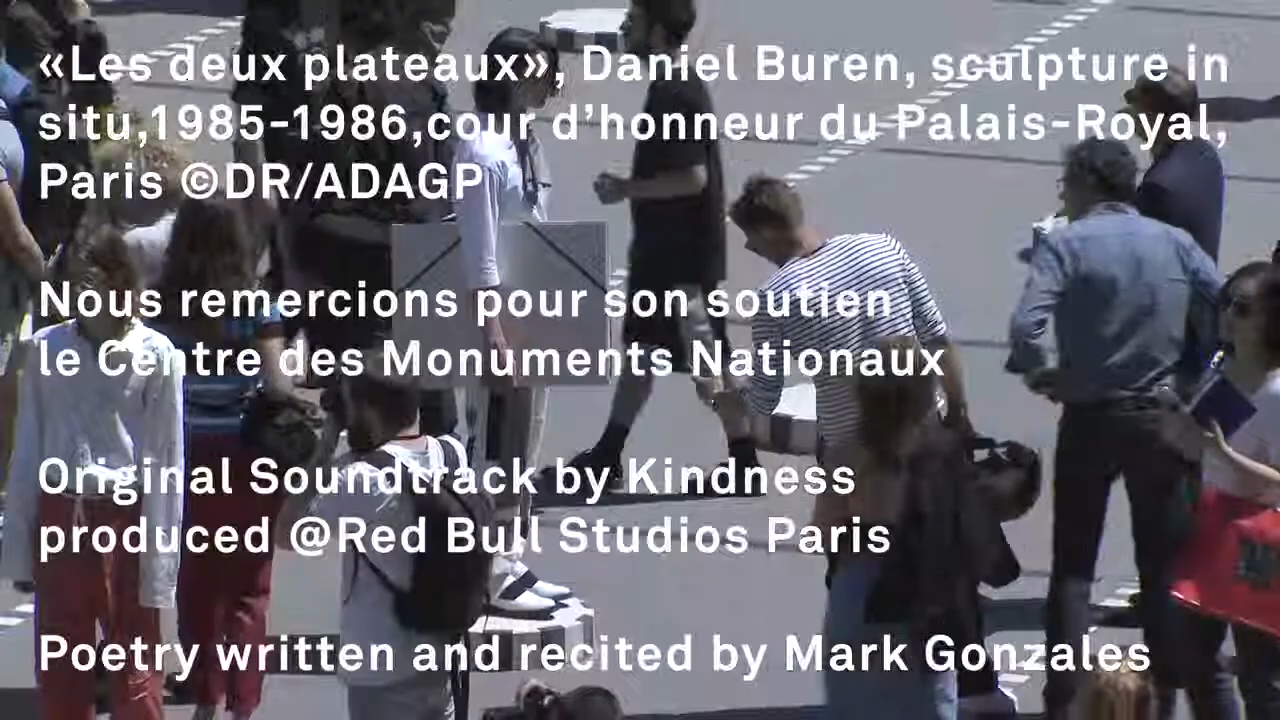 «Les deux plateaux», Daniel Buren, sculpture in
situ,1985-1986,cour d’honneur du Palais-Royal,
Paris ©DR/ADAGP
Nous remercions pour son soutien
le Centre des Monuments Nationaux
Original Soundtrack by Kindness
produced @Red Bull Studios Paris
Poetry written and recited by Mark Gonzales